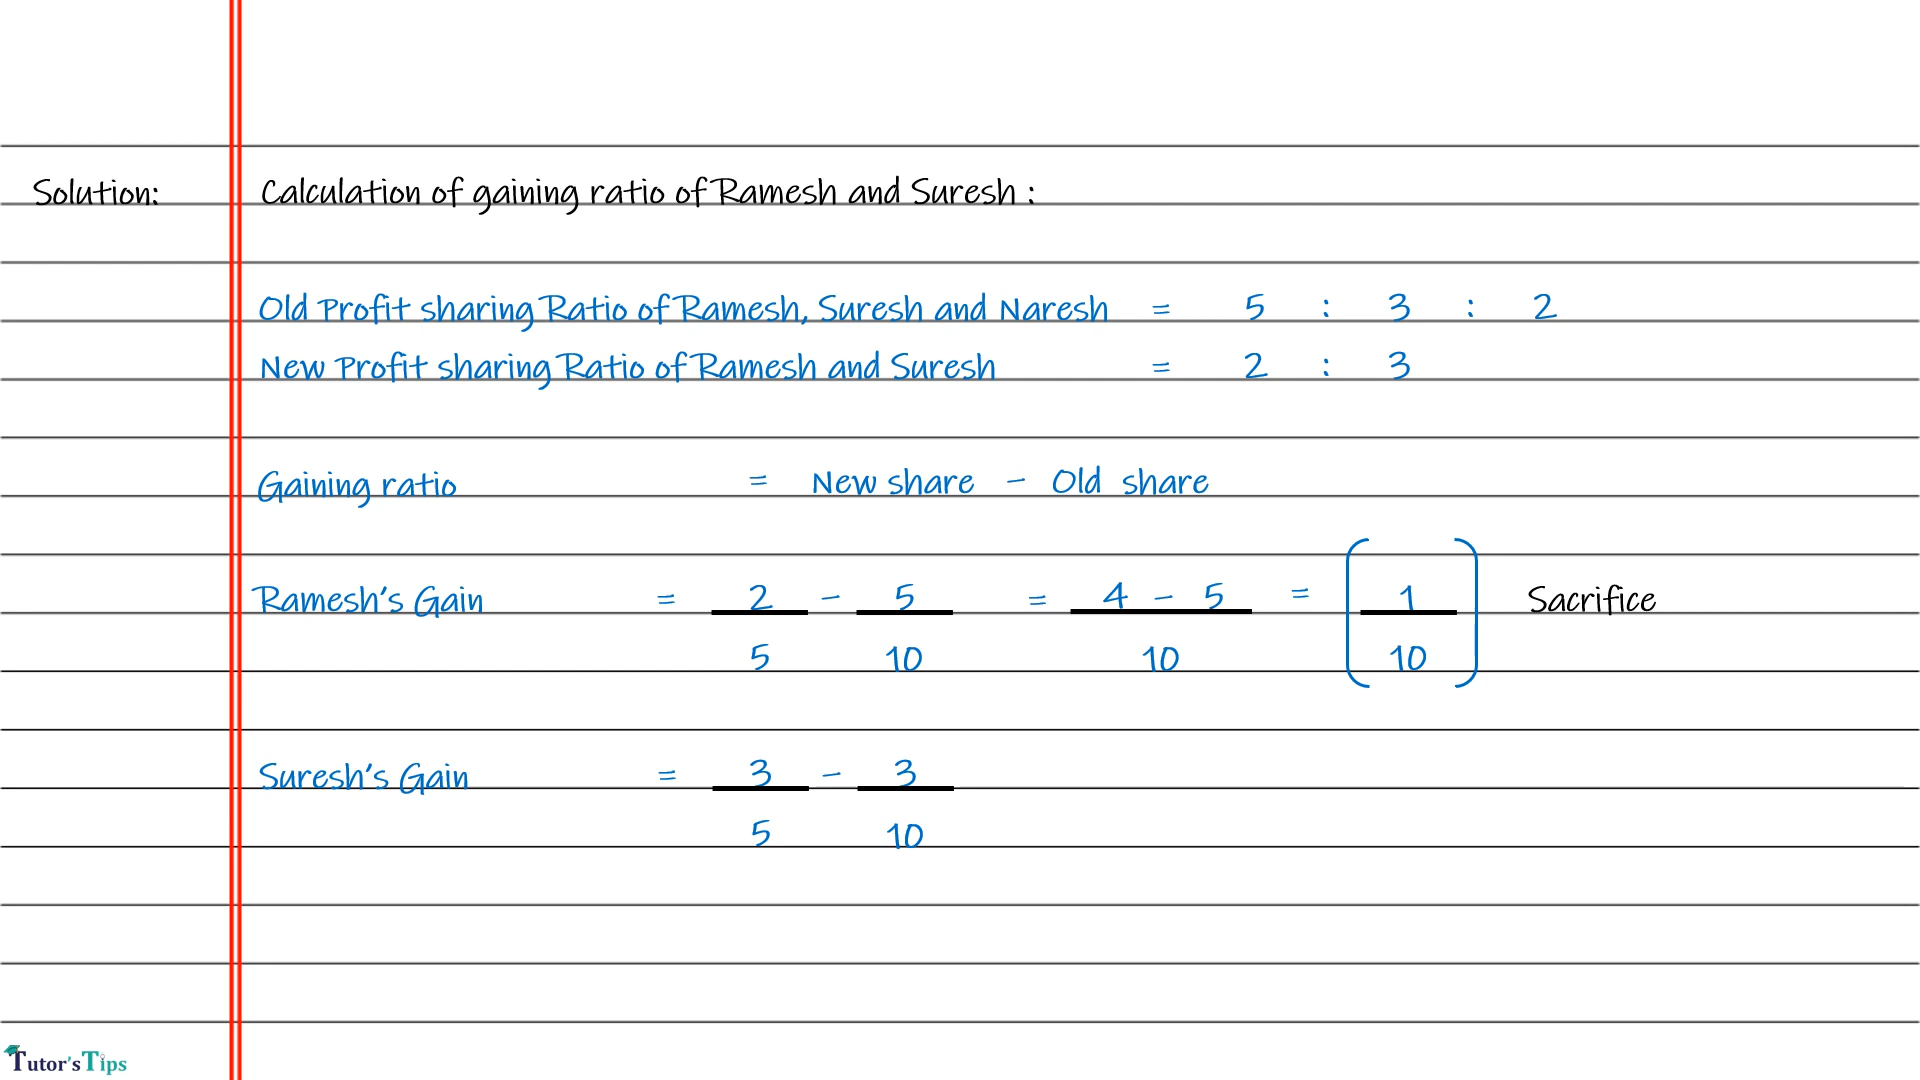 Solution: Calculation of gaining ratio of Ramesh and Suresh :
Old Profit sharing Ratio of Ramesh, Suresh and Naresh = 5 : 3 : 2
New Profit sharing Ratio of Ramesh and Suresh = 2 : 3
Gaining ratio = New share - Old share
Ramesh's Gain = 2 - 5 = 4 - 5 = 1 Sacrifice
5 10 10 10
Suresh's Gain = 3 - 3
5 10
Tutor'sTips